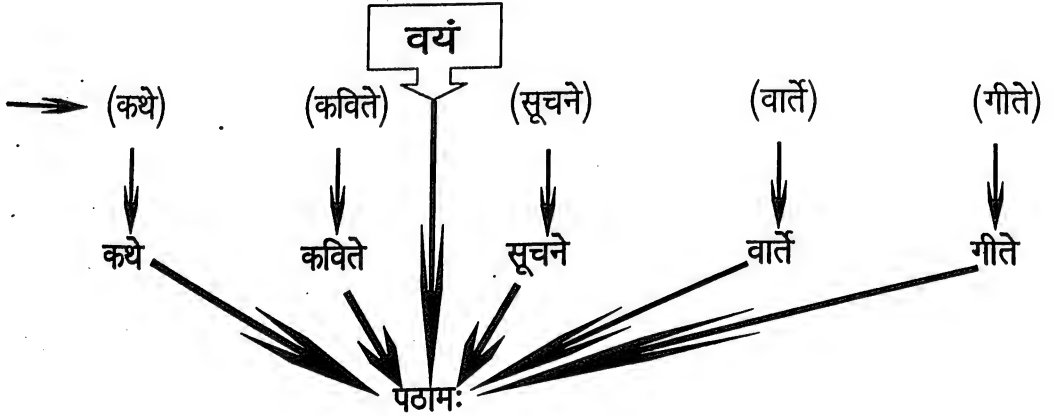 वयं
(कथे) (कविते) (सूचने) (वार्ते) (गीते)
कथे कविते सूचने वार्ते गीते
पठामः